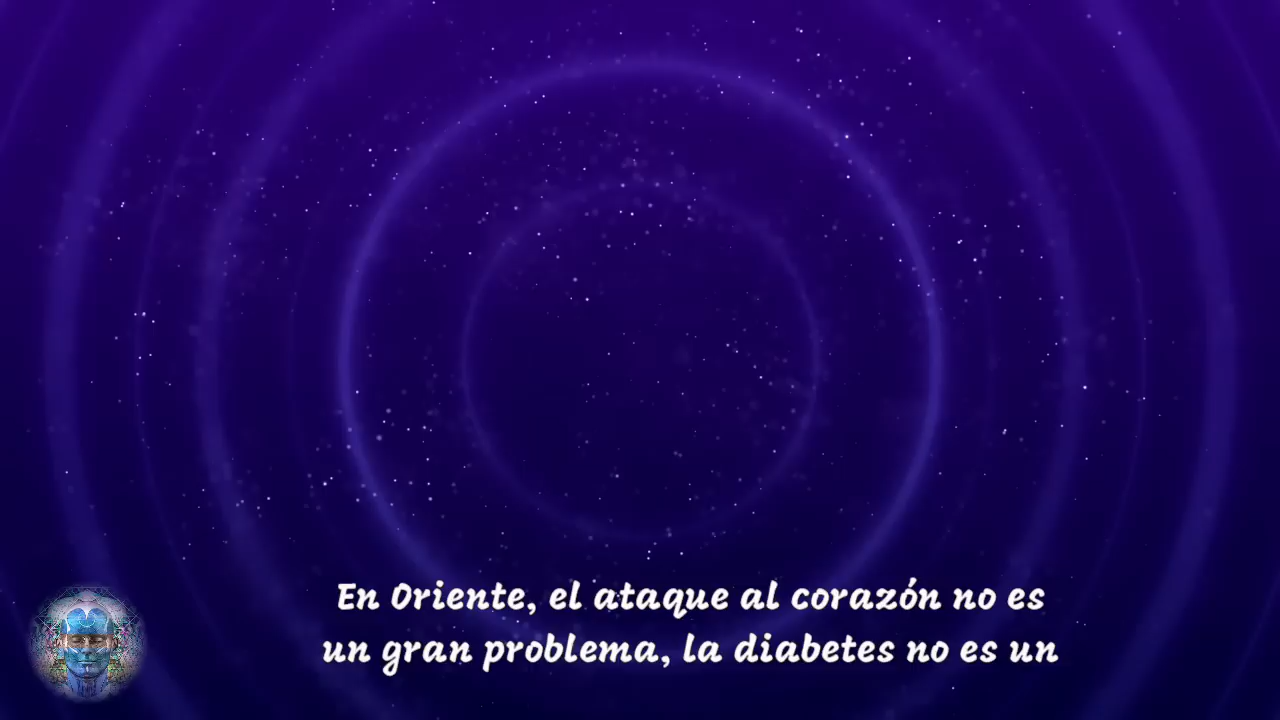 En Oriente, el ataque al corazón no es
un gran problema, la diabetes no es un